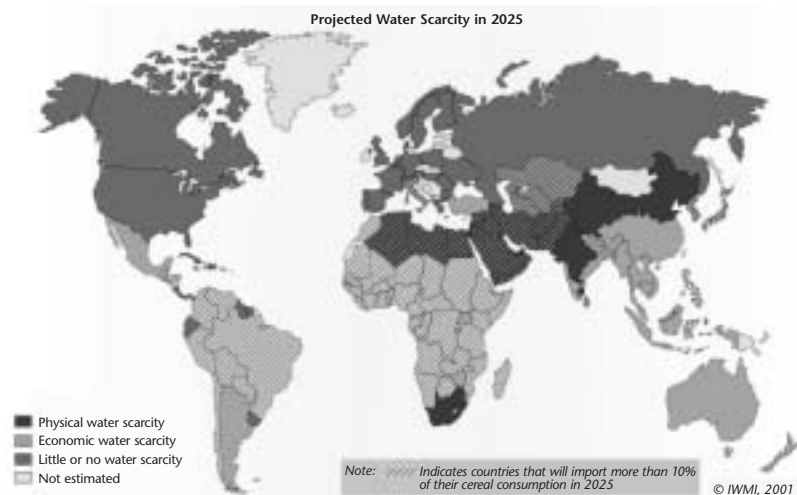 Projected Water Scarcity in 2025
Physical water scarcity
Economic water scarcity
Little or no water scarcity
Not estimated
Note: Indicates countries that will import more than 10%
of their cereal consumption in 2025
© IWMI, 2001